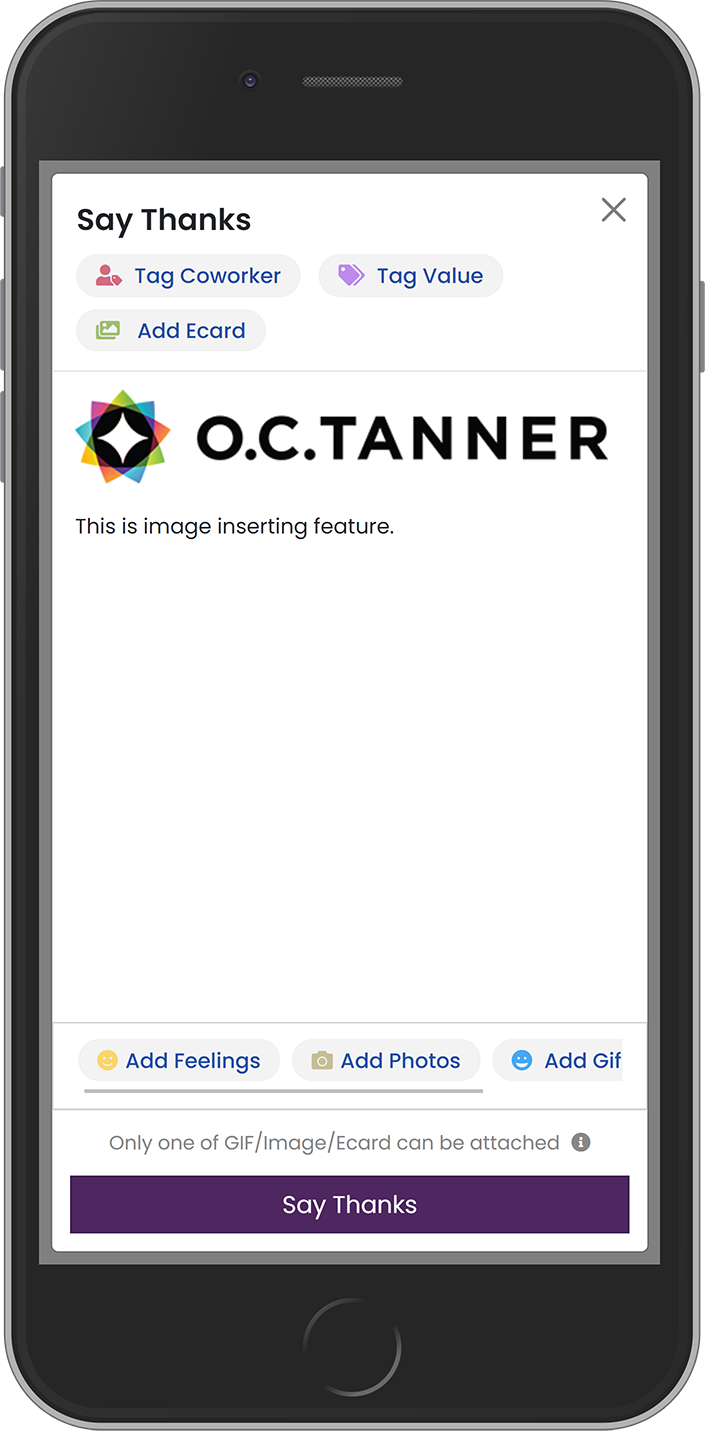 Say Thanks
Tag Coworker
Tag Value
Add Ecard
O.C.TANNER
This is image inserting feature.
Add Feelings
Add Photos
Add Gif
Only one of GIF/Image/Ecard can be attached
Say Thanks